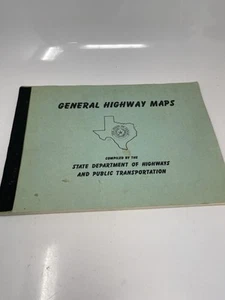 GENERAL HIGHWAY MAPS
COMPILED BY THE
STATE DEPARTMENT OF HIGHWAYS
AND PUBLIC TRANSPORTATION